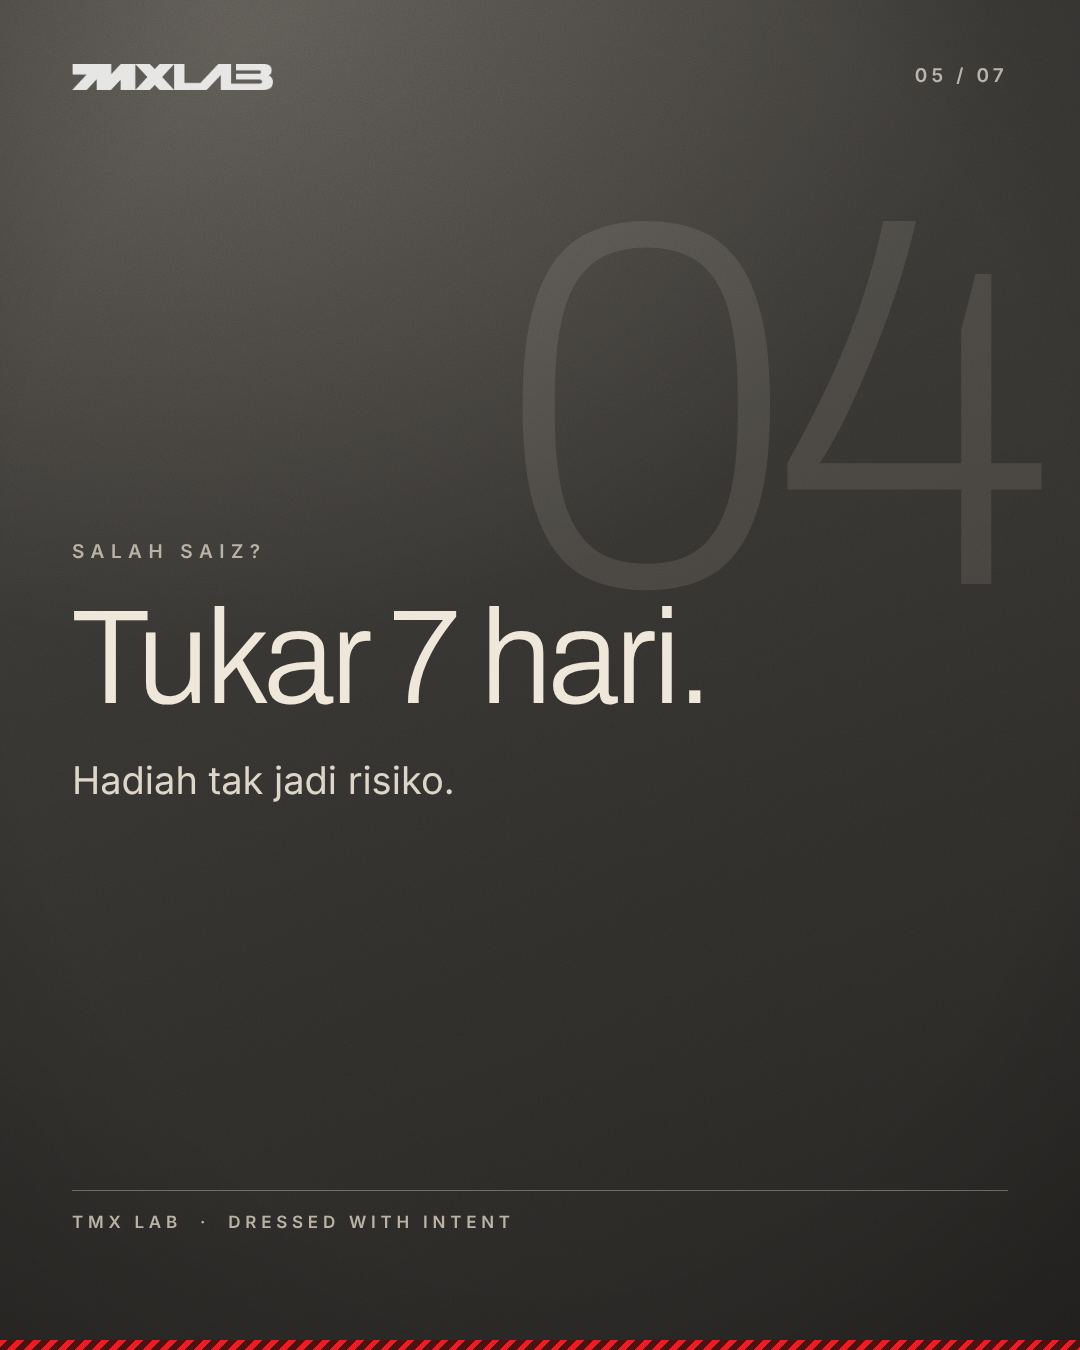 TMXLAB
05 / 07
04
SALAH SAIZ?
Tukar 7 hari.
Hadiah tak jadi risiko.
TMX LAB · DRESSED WITH INTENT